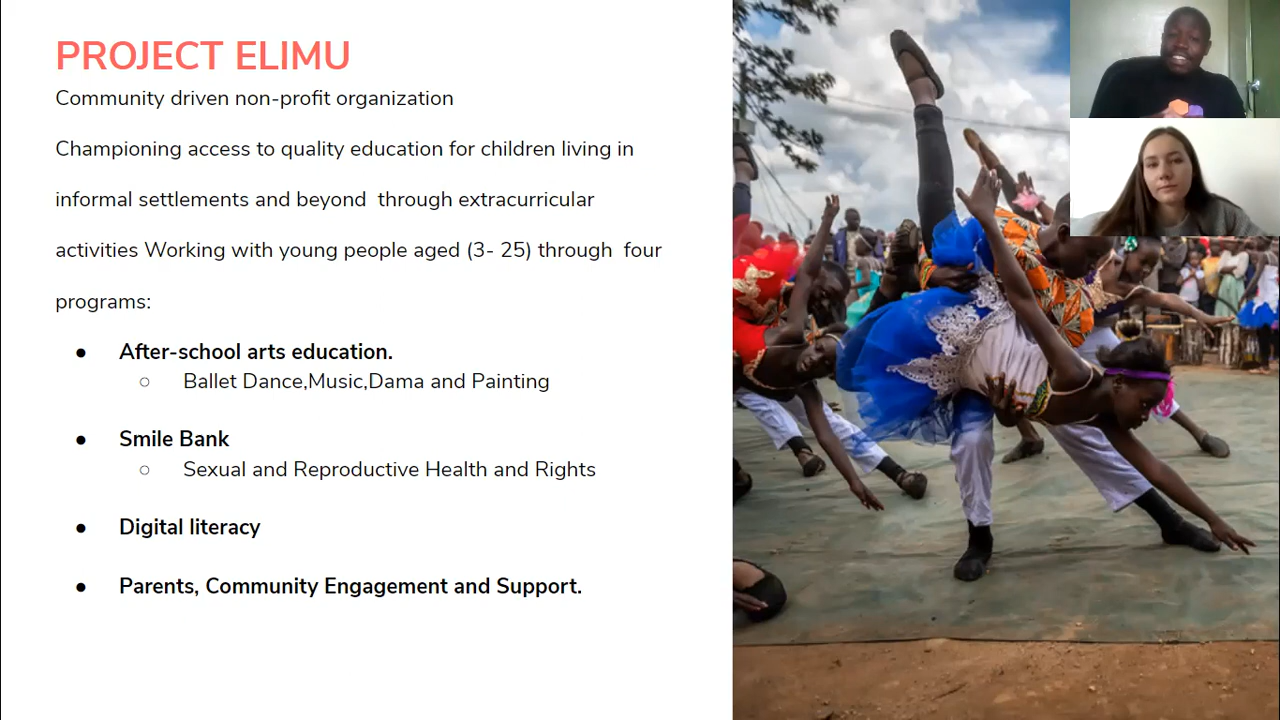 PROJECT ELIMU
Community driven non-profit organization
Championing access to quality education for children living in
informal settlements and beyond through extracurricular
activities Working with young people aged (3- 25) through four
programs:
● After-school arts education.
○ Ballet Dance,Music,Dama and Painting
● Smile Bank
○ Sexual and Reproductive Health and Rights
● Digital literacy
● Parents, Community Engagement and Support.